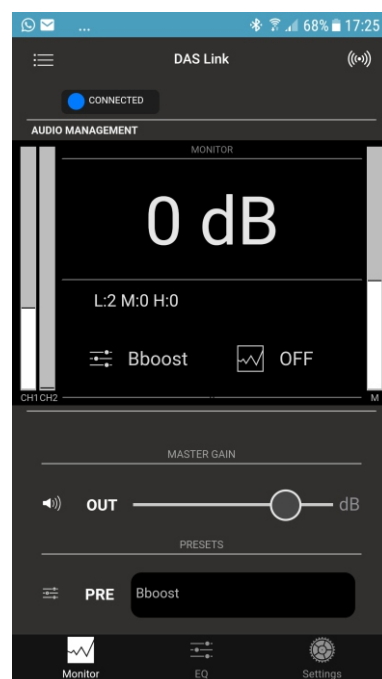 ... 68% 17:25
DAS Link
CONNECTED
AUDIO MANAGEMENT
MONITOR
0 dB
L:2 M:0 H:0
Bboost OFF
CH1 CH2 M
MASTER GAIN
OUT dB
PRESETS
PRE Bboost
Monitor EQ Settings